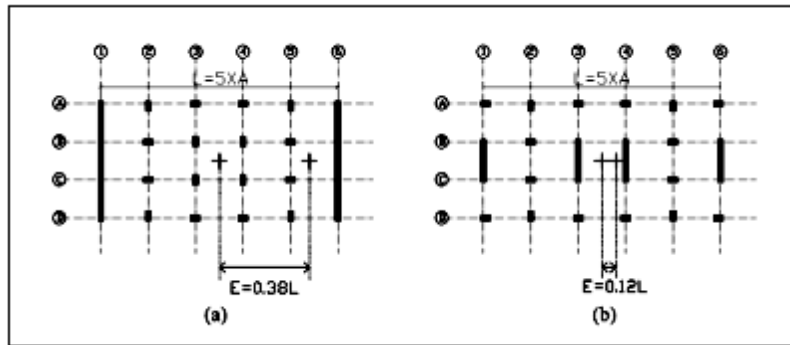 ① ② ③ ④ ⑤ ⑥
L=5XA
Ⓐ
Ⓑ
Ⓒ
Ⓓ
E=0.38L
(a)
① ② ③ ④ ⑤ ⑥
L=5XA
Ⓐ
Ⓑ
Ⓒ
Ⓓ
E=0.12L
(b)